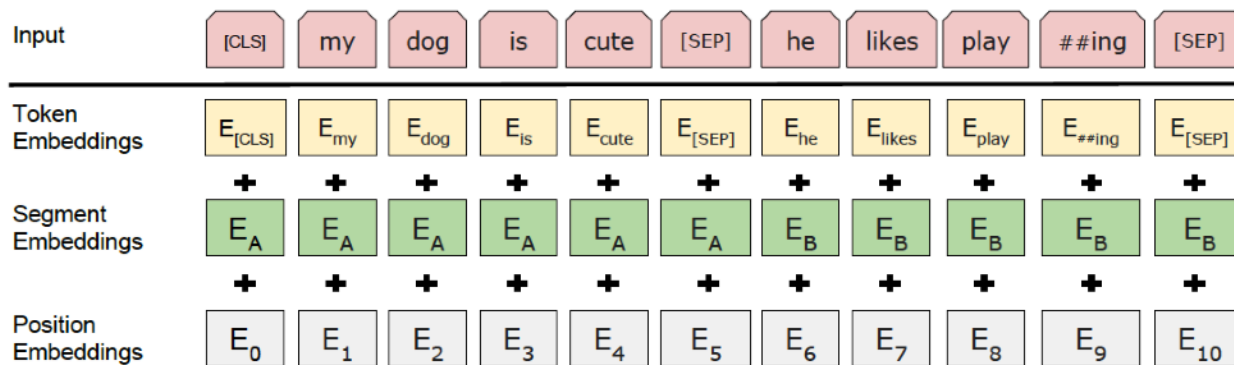 Input [CLS] my dog is cute [SEP] he likes play ##ing [SEP]
Token Embeddings E[CLS] Emy Edog Eis Ecute E[SEP] Ehe Elikes Eplay E##ing E[SEP]
+ + + + + + + + + + +
Segment Embeddings EA EA EA EA EA EA EB EB EB EB EB
+ + + + + + + + + + +
Position Embeddings E0 E1 E2 E3 E4 E5 E6 E7 E8 E9 E10